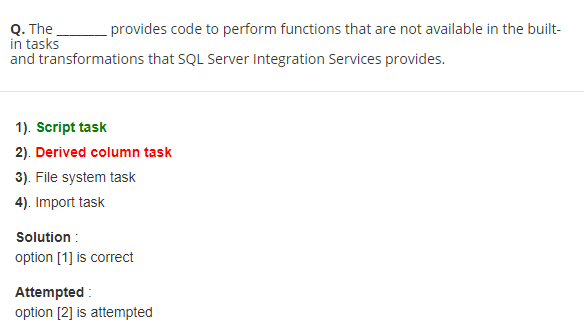 Q. The ________ provides code to perform functions that are not available in the built-
in tasks
and transformations that SQL Server Integration Services provides.
1). Script task
2). Derived column task
3). File system task
4). Import task
Solution :
option [1] is correct
Attempted :
option [2] is attempted